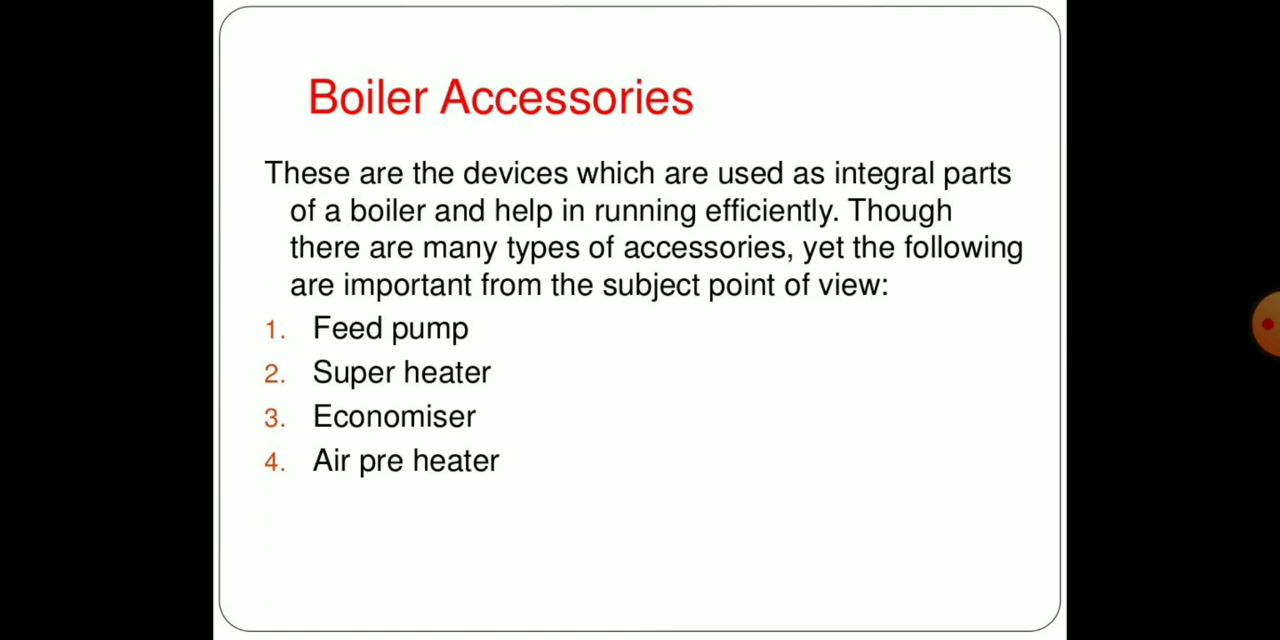 Boiler Accessories
These are the devices which are used as integral parts
of a boiler and help in running efficiently. Though
there are many types of accessories, yet the following
are important from the subject point of view:
1. Feed pump
2. Super heater
3. Economiser
4. Air pre heater